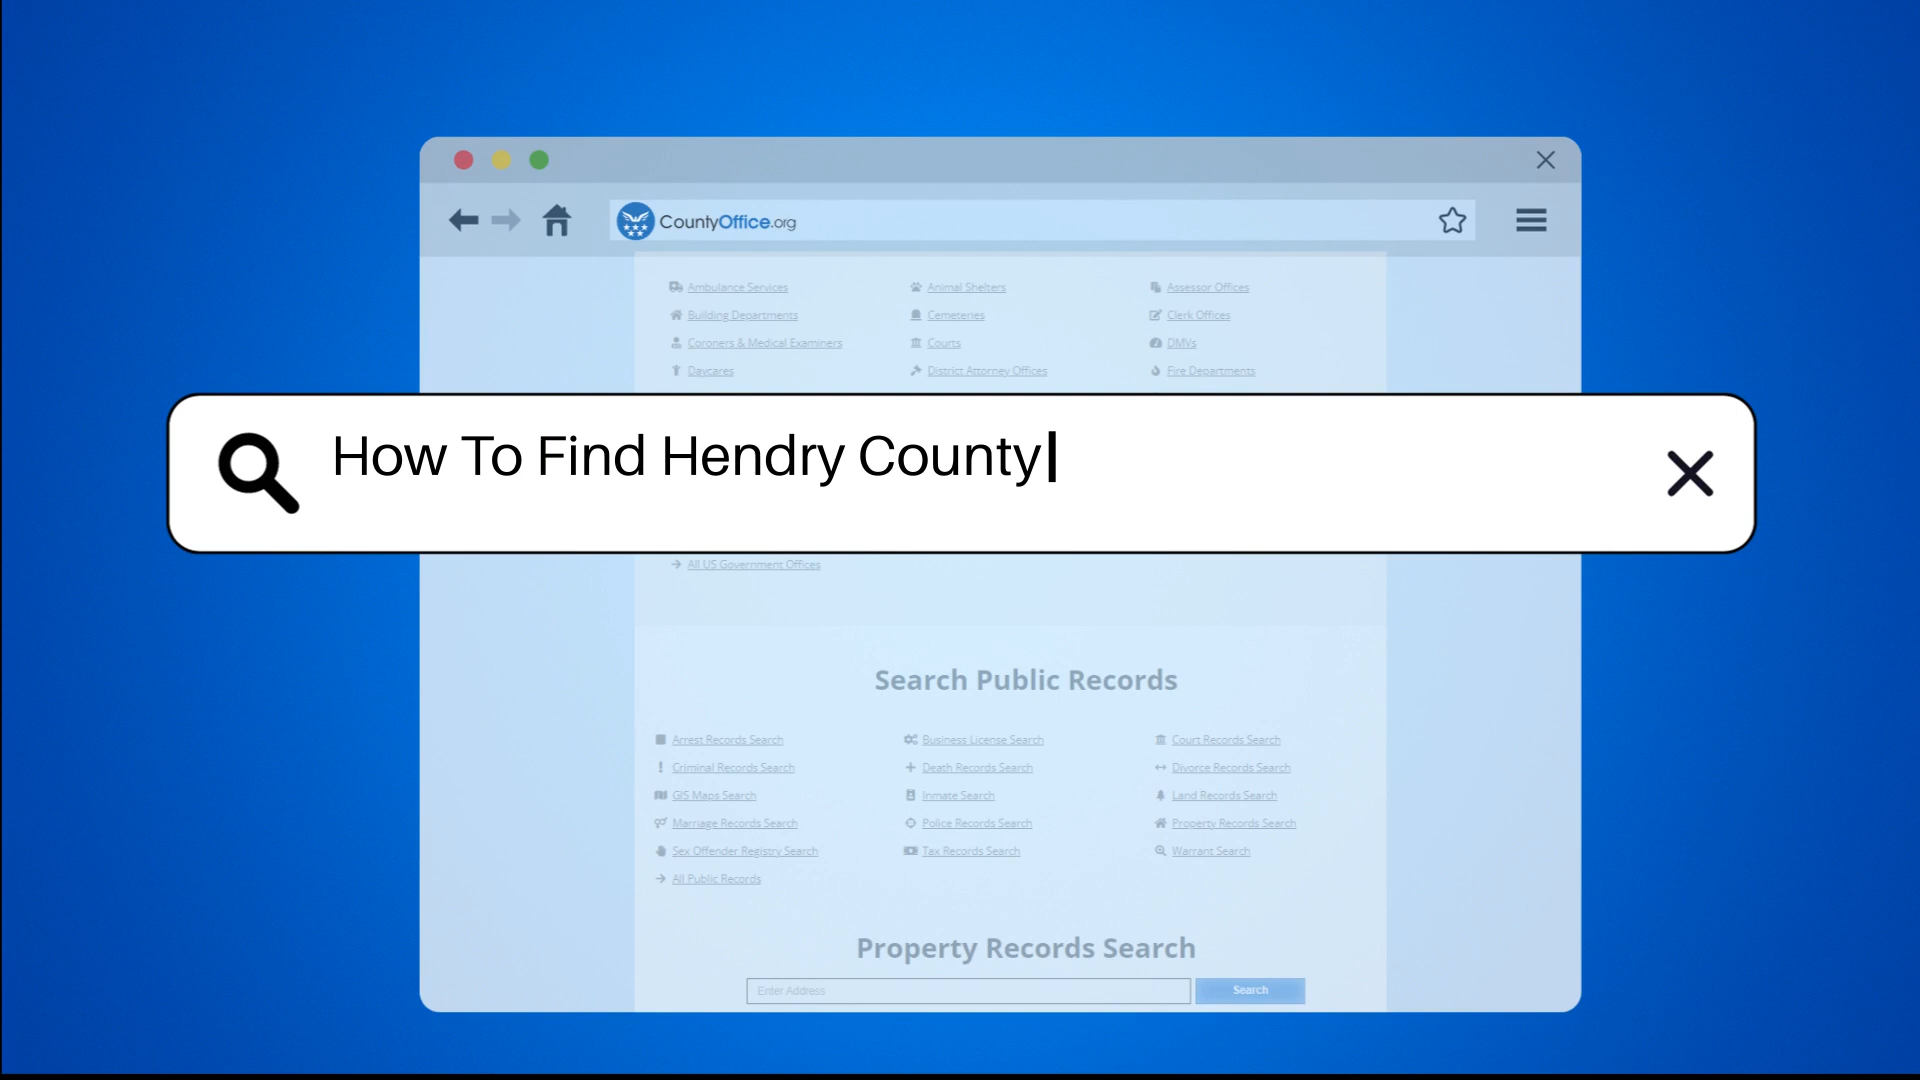 CountyOffice.org
Ambulance Services Animal Shelters Assessor Offices
Building Departments Cemeteries Clerk Offices
Coroners & Medical Examiners Courts DMVs
Daycares District Attorney Offices Fire Departments
How To Find Hendry County
All US Government Offices
Search Public Records
Arrest Records Search Business License Search Court Records Search
Criminal Records Search Death Records Search Divorce Records Search
GIS Maps Search Inmate Search Land Records Search
Marriage Records Search Police Records Search Property Records Search
Sex Offender Registry Search Tax Records Search Warrant Search
All Public Records
Property Records Search
Enter Address Search